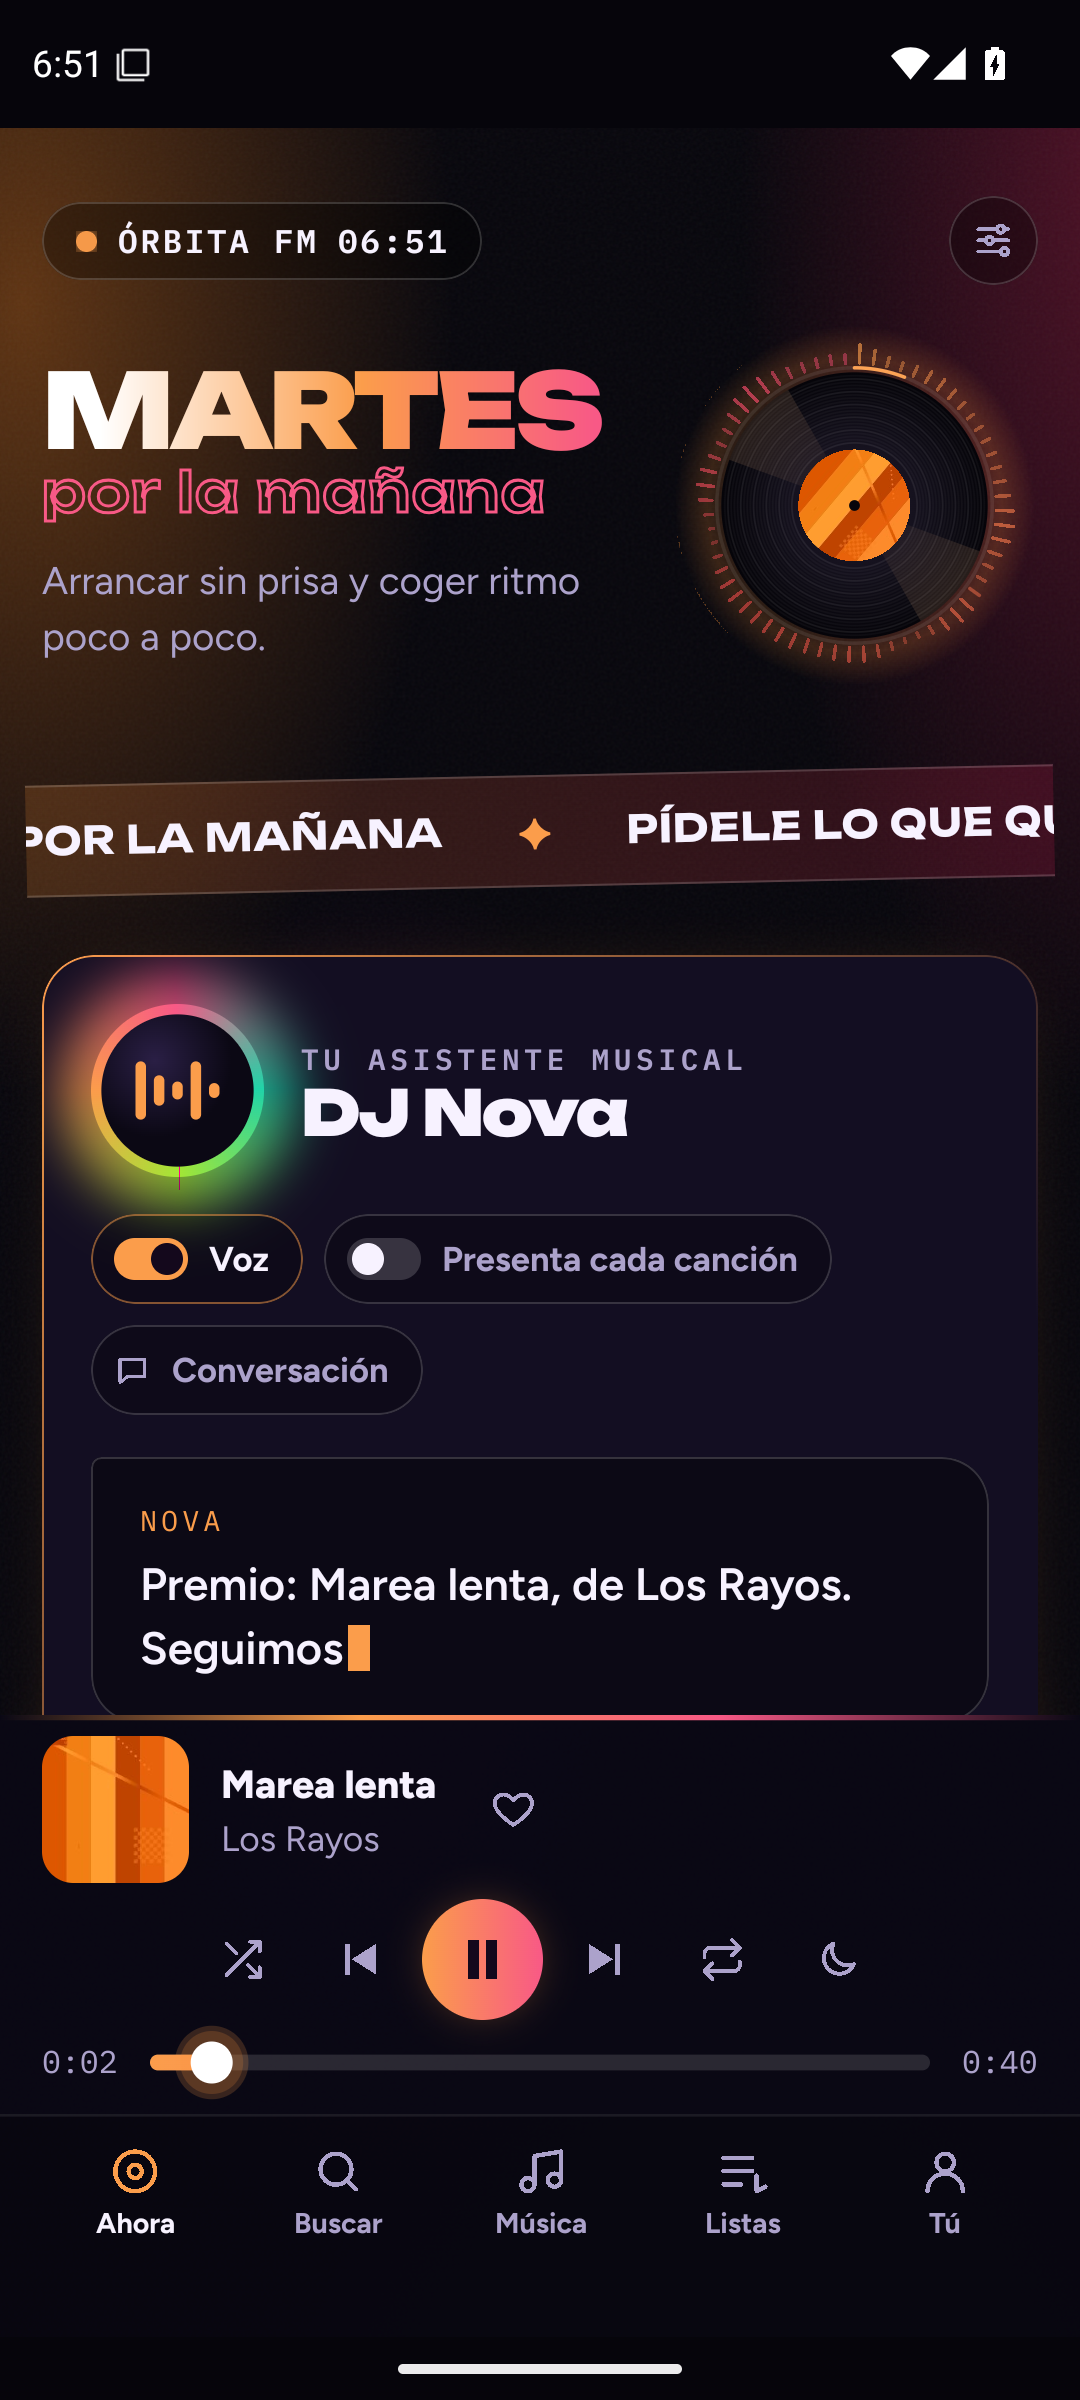 6:51
ÓRBITA FM 06:51
MARTES
por la mañana
Arrancar sin prisa y coger ritmo
poco a poco.
POR LA MAÑANA ✦ PÍDELE LO QUE
TU ASISTENTE MUSICAL
DJ Nova
Voz
Presenta cada canción
Conversación
NOVA
Premio: Marea lenta, de Los Rayos.
Seguimos
Marea lenta
Los Rayos
0:02
0:40
Ahora
Buscar
Música
Listas
Tú